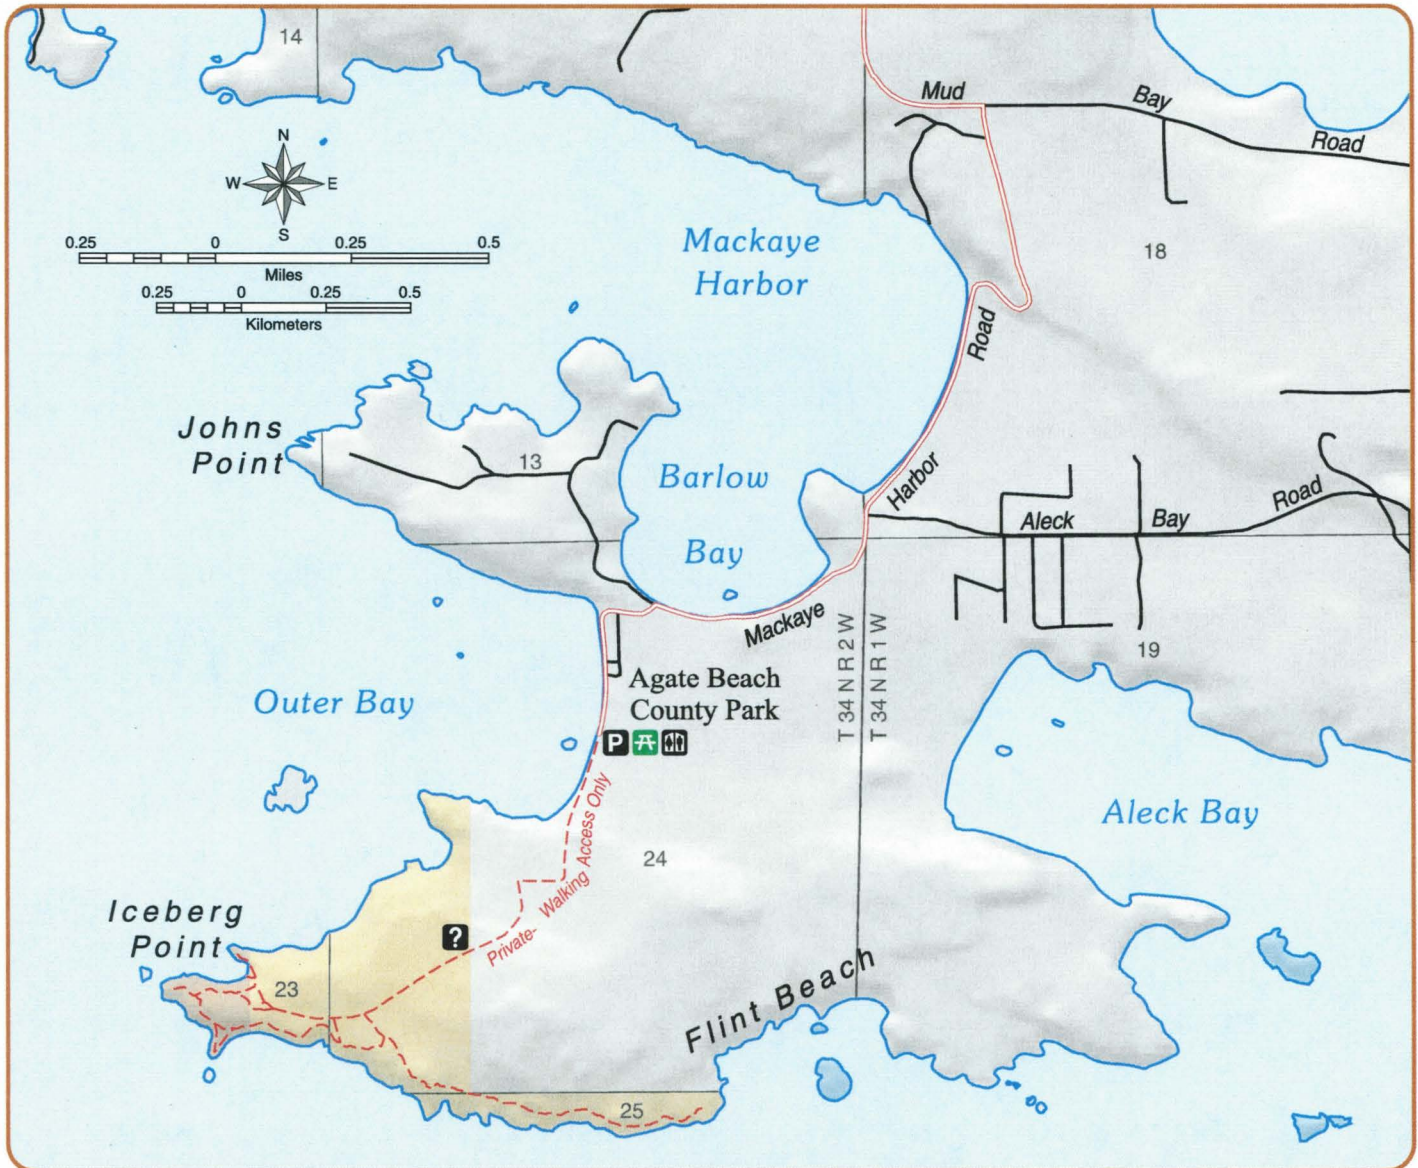 14
Mud
Bay
Road
N
W E
S
0.25 0 0.25 0.5
Miles
0.25 0 0.25 0.5
Kilometers
Mackaye
Harbor
18
Road
Johns
Point
13
Barlow
Bay
Harbor
Aleck
Bay
Road
Mackaye
T 34 N R 2 W
T 34 N R 1 W
19
Agate Beach
County Park
P
Outer Bay
Private- Walking Access Only
24
Aleck Bay
Iceberg
Point
?
23
Flint Beach
25